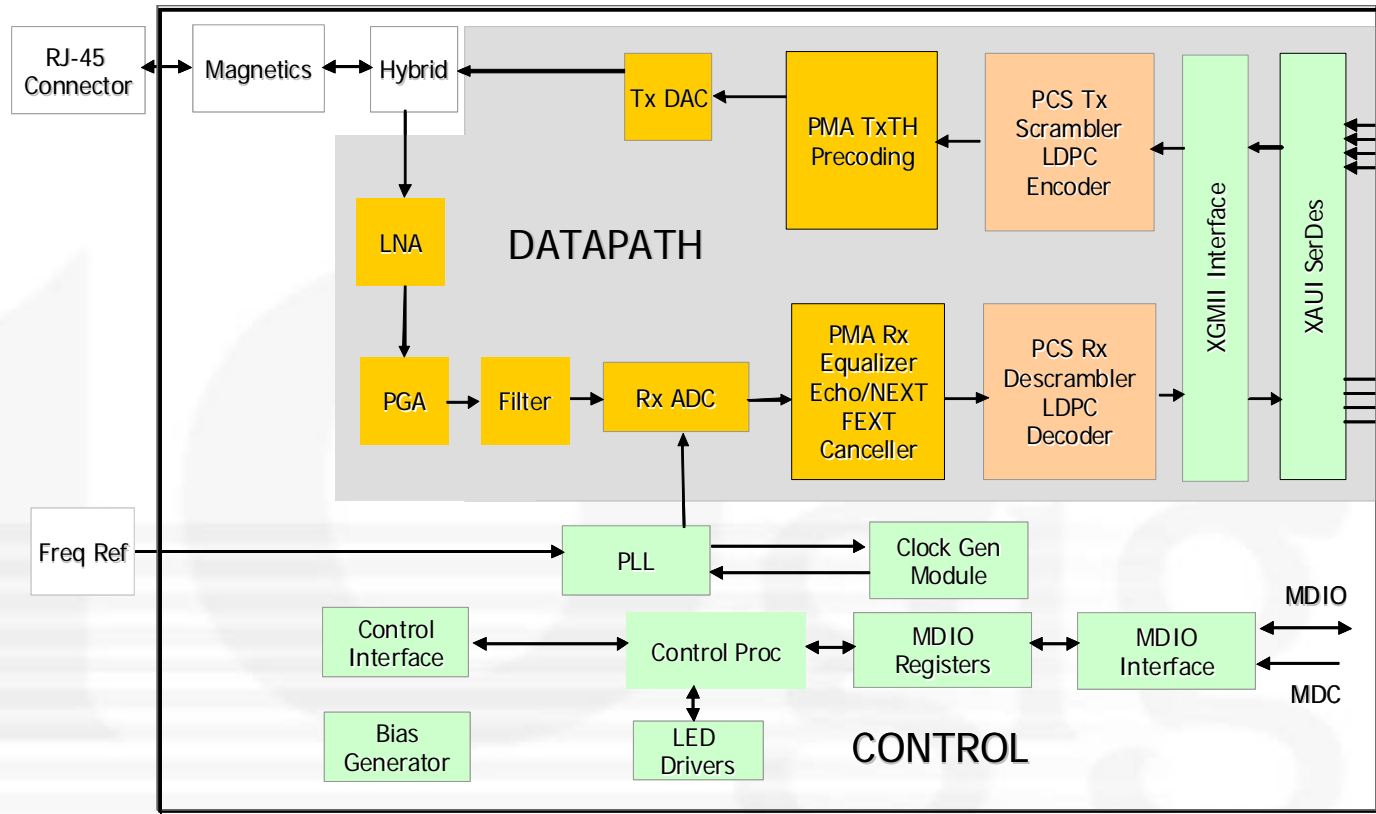 RJ-45
Connector
Magnetics
Hybrid
Tx DAC
PMA TxTH
Precoding
PCS Tx
Scrambler
LDPC
Encoder
XGMII Interface
XAUI SerDes
LNA
DATAPATH
PGA
Filter
Rx ADC
PMA Rx
Equalizer
Echo/NEXT
FEXT
Canceller
PCS Rx
Descrambler
LDPC
Decoder
Freq Ref
PLL
Clock Gen
Module
Control
Interface
Control Proc
MDIO
Registers
MDIO
Interface
MDIO
MDC
Bias
Generator
LED
Drivers
CONTROL
10gig